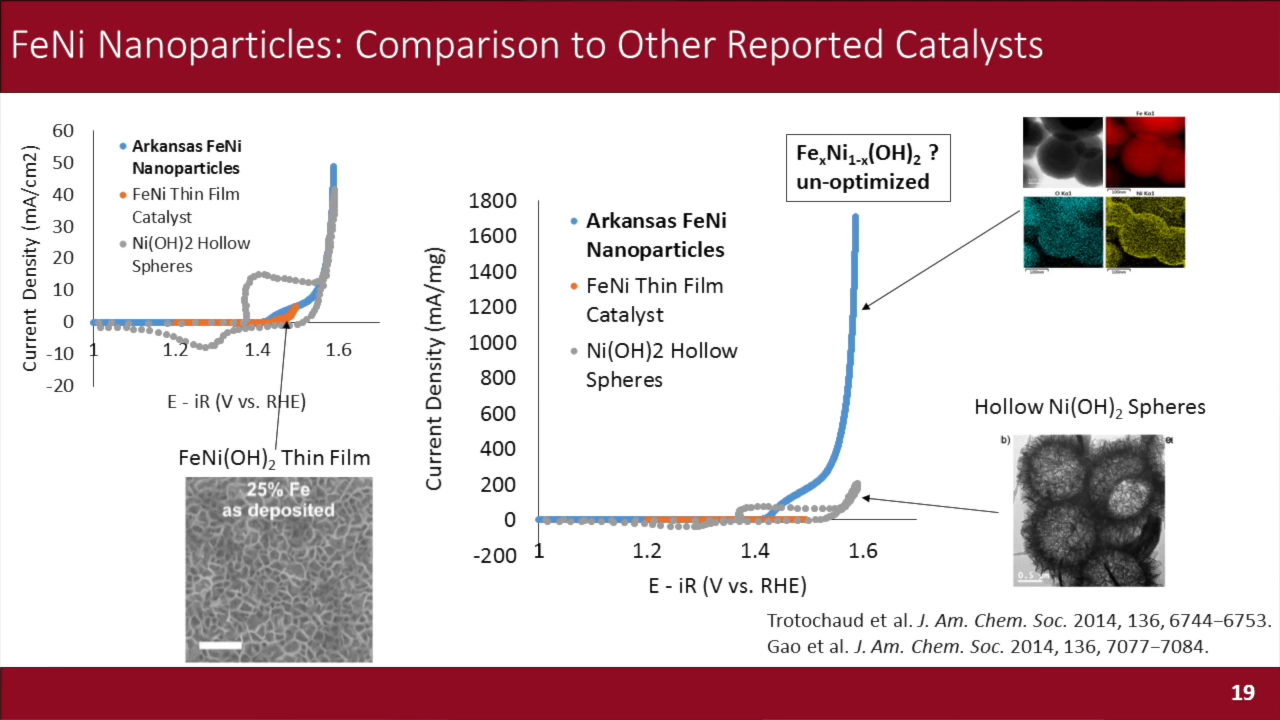 FeNi Nanoparticles: Comparison to Other Reported Catalysts
60
50
40
30
20
10
0
-10
-20
1
1.2
1.4
1.6
Current Density (mA/cm2)
E - iR (V vs. RHE)
Arkansas FeNi
Nanoparticles
FeNi Thin Film
Catalyst
Ni(OH)2 Hollow
Spheres
FeNi(OH)₂ Thin Film
25% Fe
as deposited
1800
1600
1400
1200
1000
800
600
400
200
0
-200
1
1.2
1.4
1.6
Current Density (mA/mg)
E - iR (V vs. RHE)
Arkansas FeNi
Nanoparticles
FeNi Thin Film
Catalyst
Ni(OH)2 Hollow
Spheres
FeₓNi₁₋ₓ(OH)₂ ?
un-optimized
Fe Kα1
O Kα1
Ni Kα1
100nm
100nm
100nm
Hollow Ni(OH)₂ Spheres
b)
Trotochaud et al. J. Am. Chem. Soc. 2014, 136, 6744–6753.
Gao et al. J. Am. Chem. Soc. 2014, 136, 7077–7084.
19